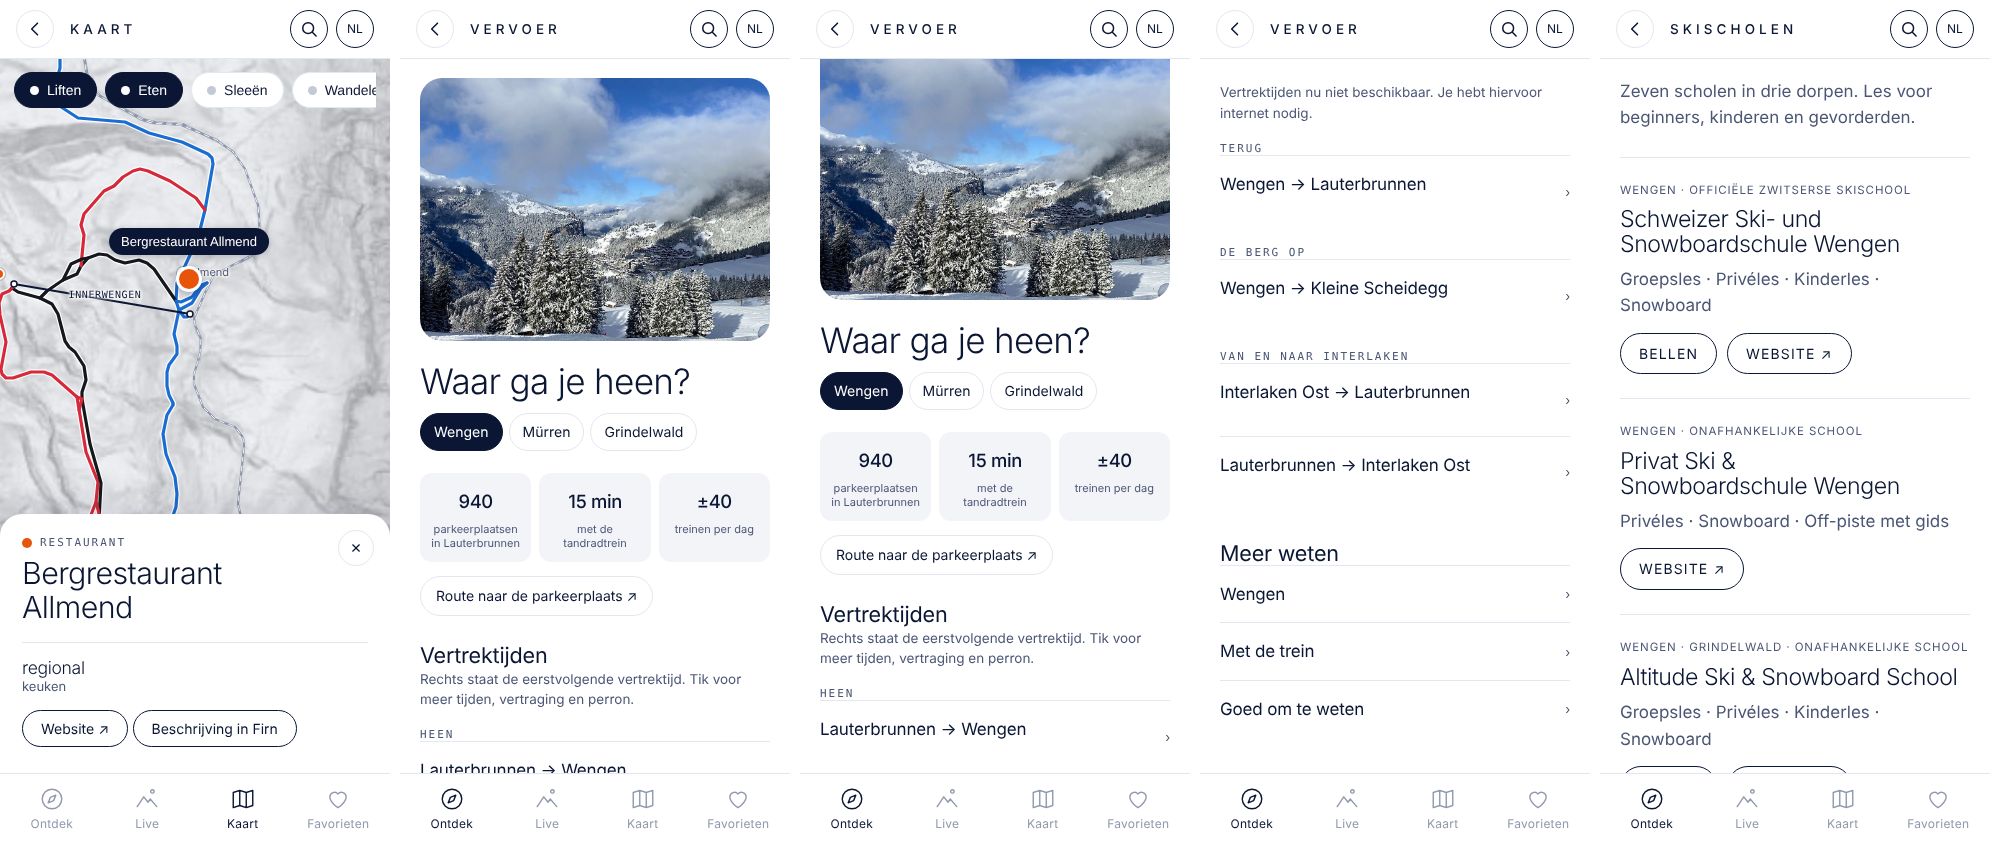 KAART
NL
Liften
Eten
Sleeën
Wandele
Bergrestaurant Allmend
mend
INNERWENGEN
RESTAURANT
Bergrestaurant
Allmend
regional
keuken
Website ↗
Beschrijving in Firn
Ontdek
Live
Kaart
Favorieten
VERVOER
NL
Waar ga je heen?
Wengen
Mürren
Grindelwald
940
parkeerplaatsen
in Lauterbrunnen
15 min
met de
tandradtrein
±40
treinen per dag
Route naar de parkeerplaats ↗
Vertrektijden
Rechts staat de eerstvolgende vertrektijd. Tik voor
meer tijden, vertraging en perron.
HEEN
Lauterbrunnen → Wengen
Ontdek
Live
Kaart
Favorieten
VERVOER
NL
Waar ga je heen?
Wengen
Mürren
Grindelwald
940
parkeerplaatsen
in Lauterbrunnen
15 min
met de
tandradtrein
±40
treinen per dag
Route naar de parkeerplaats ↗
Vertrektijden
Rechts staat de eerstvolgende vertrektijd. Tik voor
meer tijden, vertraging en perron.
HEEN
Lauterbrunnen → Wengen
Ontdek
Live
Kaart
Favorieten
VERVOER
NL
Vertrektijden nu niet beschikbaar. Je hebt hiervoor
internet nodig.
TERUG
Wengen → Lauterbrunnen
DE BERG OP
Wengen → Kleine Scheidegg
VAN EN NAAR INTERLAKEN
Interlaken Ost → Lauterbrunnen
Lauterbrunnen → Interlaken Ost
Meer weten
Wengen
Met de trein
Goed om te weten
Ontdek
Live
Kaart
Favorieten
SKISCHOLEN
NL
Zeven scholen in drie dorpen. Les voor
beginners, kinderen en gevorderden.
WENGEN · OFFICIËLE ZWITSERSE SKISCHOOL
Schweizer Ski- und
Snowboardschule Wengen
Groepsles · Privéles · Kinderles ·
Snowboard
BELLEN
WEBSITE ↗
WENGEN · ONAFHANKELIJKE SCHOOL
Privat Ski &
Snowboardschule Wengen
Privéles · Snowboard · Off-piste met gids
WEBSITE ↗
WENGEN · GRINDELWALD · ONAFHANKELIJKE SCHOOL
Altitude Ski & Snowboard School
Groepsles · Privéles · Kinderles ·
Snowboard
Ontdek
Live
Kaart
Favorieten